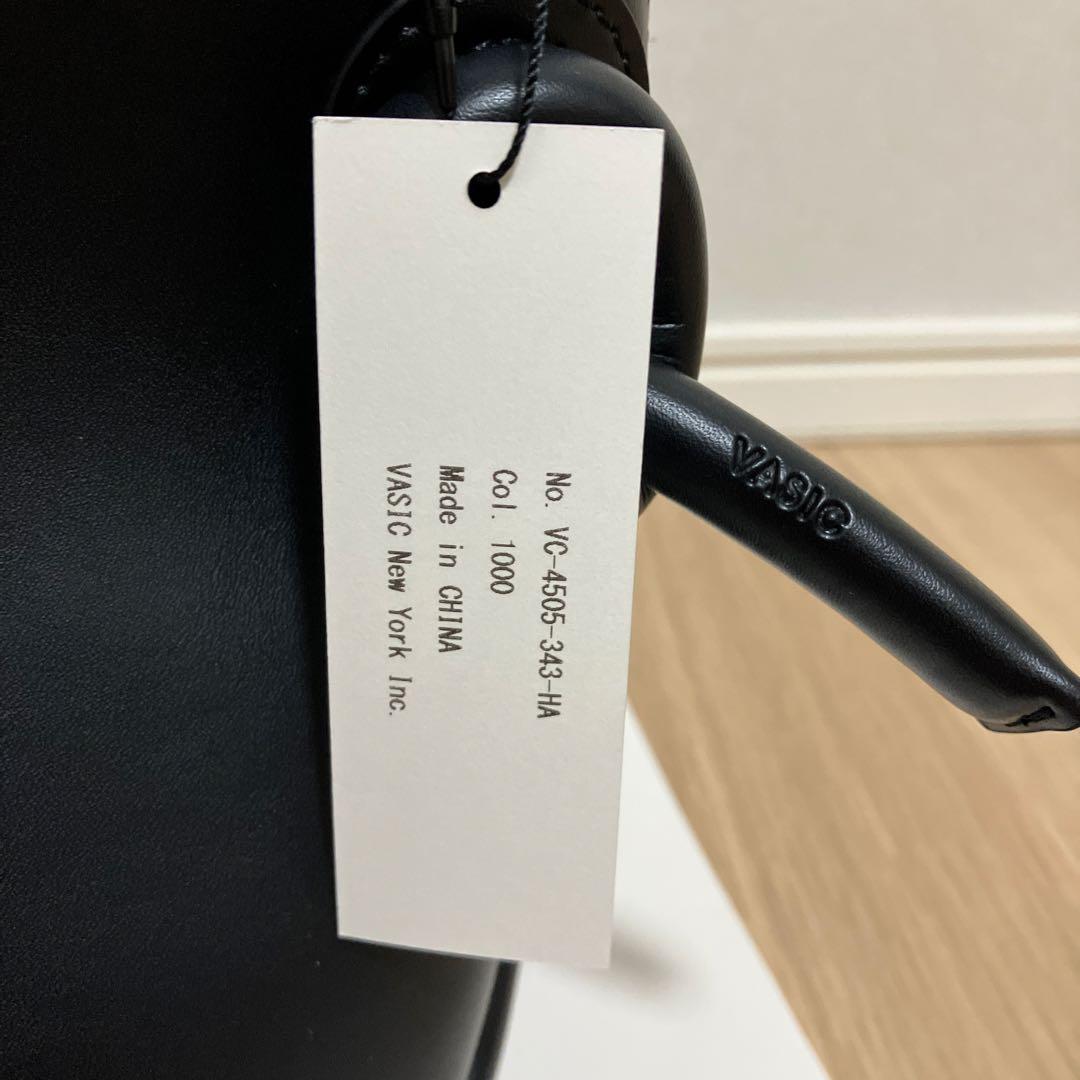 No. VC-4505-343-HA
Col. 1000
Made in CHINA
VASIC New York Inc.
VASIC